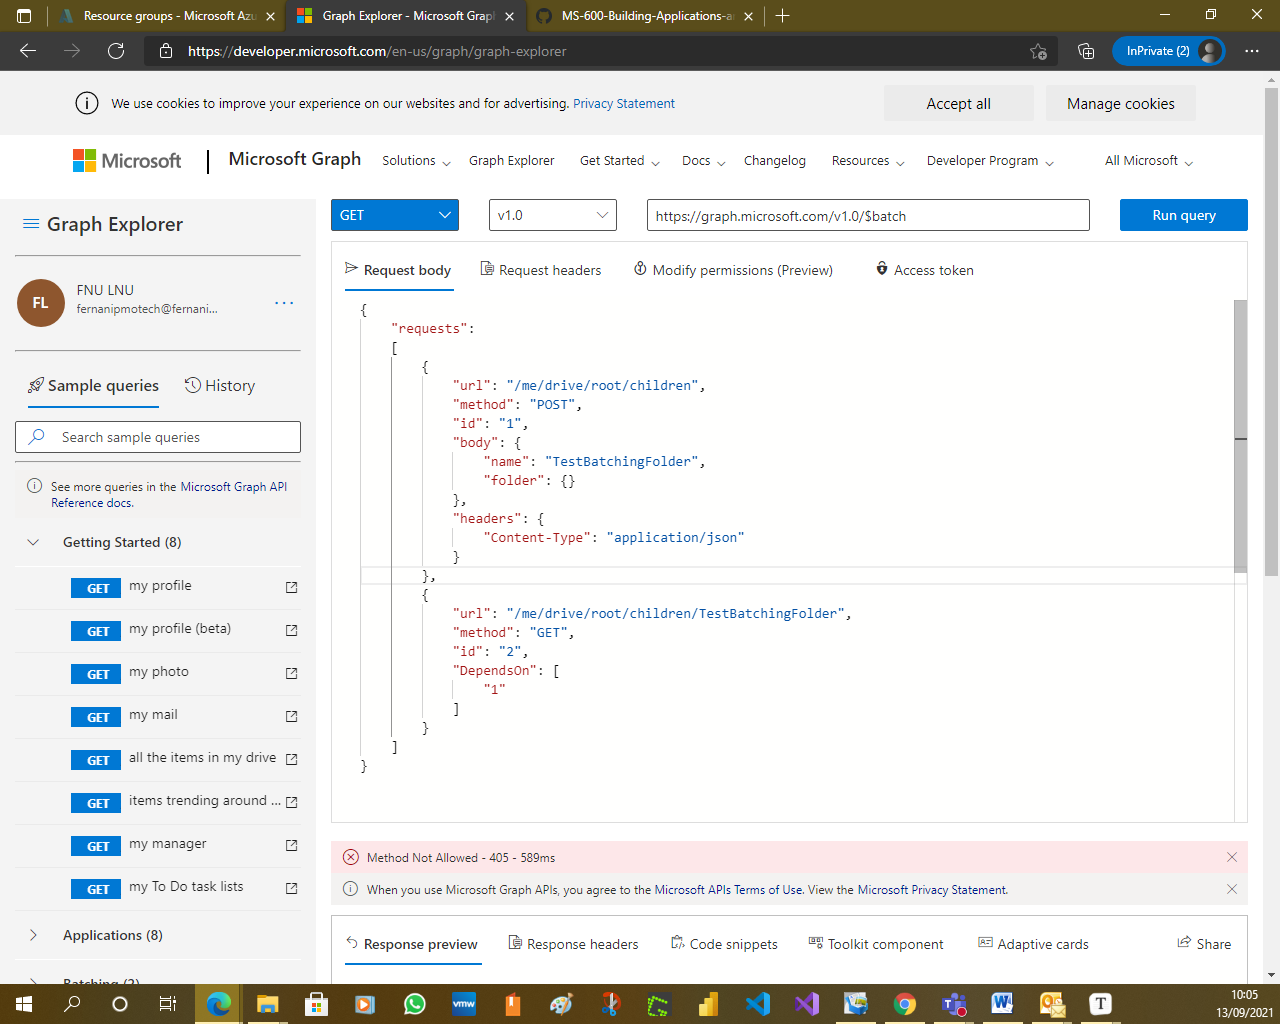 Resource groups - Microsoft Azu
Graph Explorer - Microsoft Grap
MS-600-Building-Applications-a
https://developer.microsoft.com/en-us/graph/graph-explorer
InPrivate (2)
We use cookies to improve your experience on our websites and for advertising. Privacy Statement
Accept all
Manage cookies
Microsoft
Microsoft Graph
Solutions
Graph Explorer
Get Started
Docs
Changelog
Resources
Developer Program
All Microsoft
Graph Explorer
GET
v1.0
https://graph.microsoft.com/v1.0/$batch
Run query
FL
FNU LNU
fernanipmotech@fernani...
Sample queries
History
Search sample queries
See more queries in the Microsoft Graph API
Reference docs.
Getting Started (8)
GET my profile
GET my profile (beta)
GET my photo
GET my mail
GET all the items in my drive
GET items trending around ...
GET my manager
GET my To Do task lists
Applications (8)
Batching (2)
Request body
Request headers
Modify permissions (Preview)
Access token
{
"requests":
[
{
"url": "/me/drive/root/children",
"method": "POST",
"id": "1",
"body": {
"name": "TestBatchingFolder",
"folder": {}
},
"headers": {
"Content-Type": "application/json"
}
},
{
"url": "/me/drive/root/children/TestBatchingFolder",
"method": "GET",
"id": "2",
"DependsOn": [
"1"
]
}
]
}
Method Not Allowed - 405 - 589ms
When you use Microsoft Graph APIs, you agree to the Microsoft APIs Terms of Use. View the Microsoft Privacy Statement.
Response preview
Response headers
Code snippets
Toolkit component
Adaptive cards
Share
vmw
10:05
13/09/2021